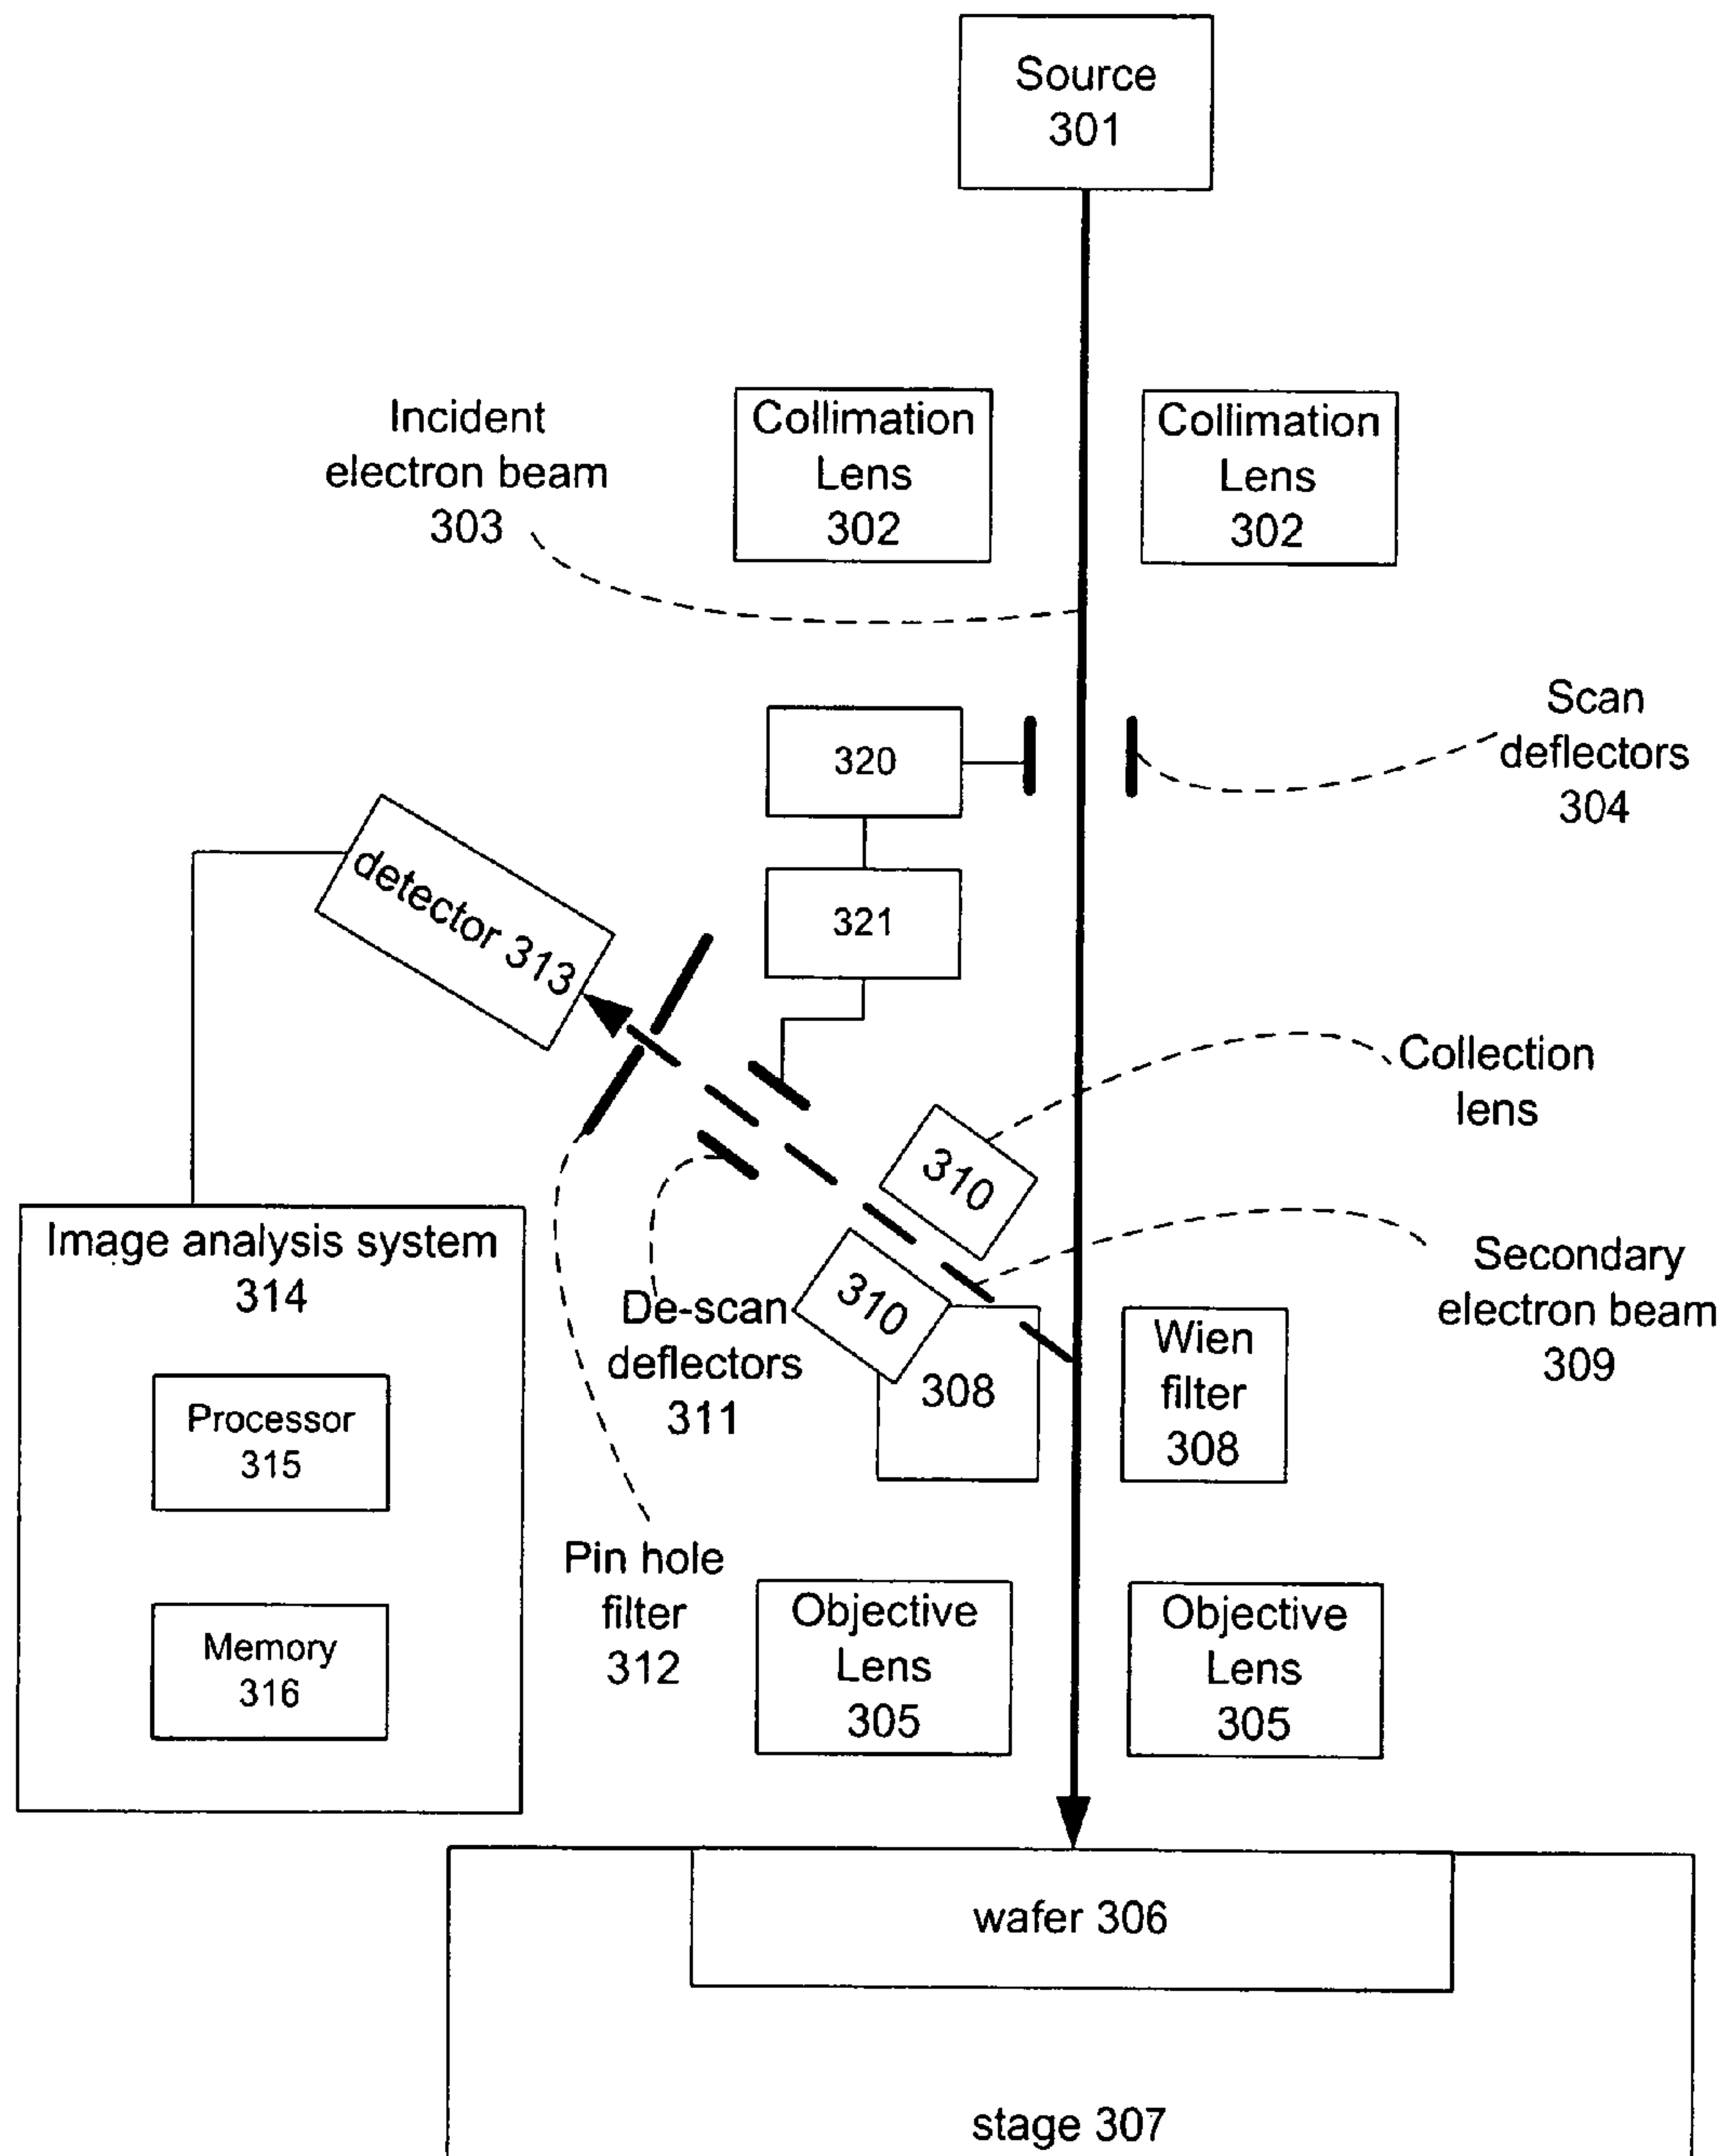 Source
301
Incident
electron beam
303
Collimation
Lens
302
Collimation
Lens
302
Scan
deflectors
304
320
321
detector 313
Collection
lens
310
310
Secondary
electron beam
309
Image analysis system
314
De-scan
deflectors
311
308
Wien
filter
308
Processor
315
Pin hole
filter
312
Objective
Lens
305
Objective
Lens
305
Memory
316
wafer 306
stage 307